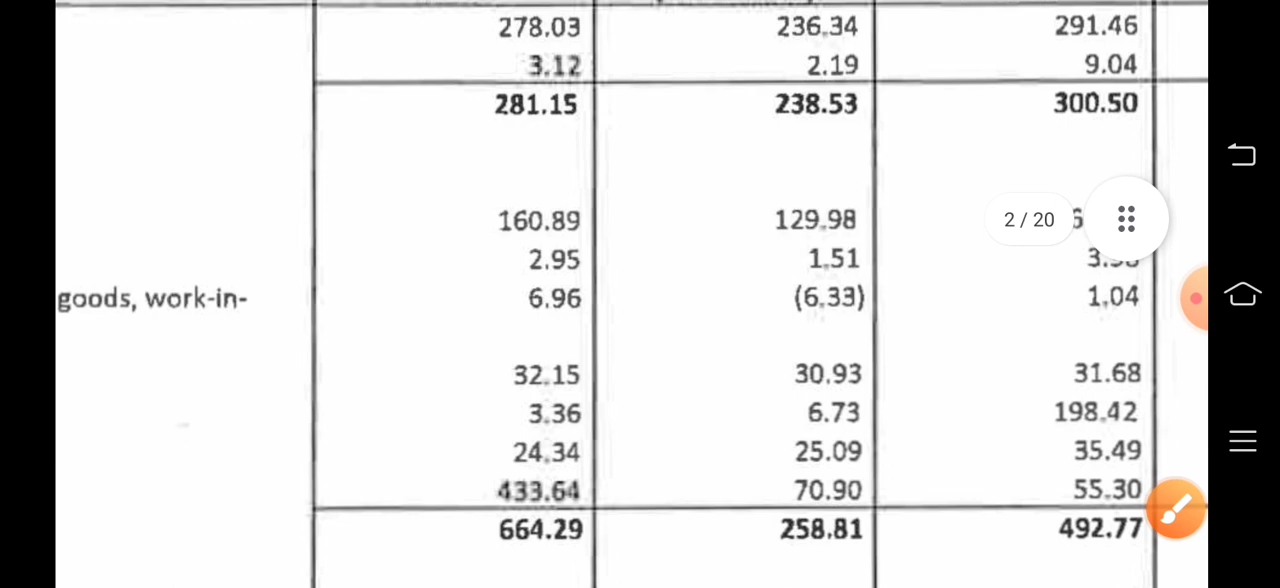 278.03 236.34 291.46
3.12 2.19 9.04
281.15 238.53 300.50
160.89 129.98
2 / 20
2.95 1.51
goods, work-in- 6.96 (6.33) 1.04
32.15 30.93 31.68
3.36 6.73 198.42
24.34 25.09 35.49
433.64 70.90 55.30
664.29 258.81 492.77